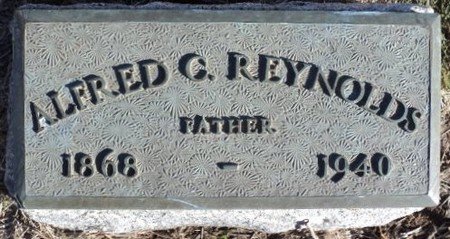 ALFRED C. REYNOLDS
FATHER.
1868 - 1940